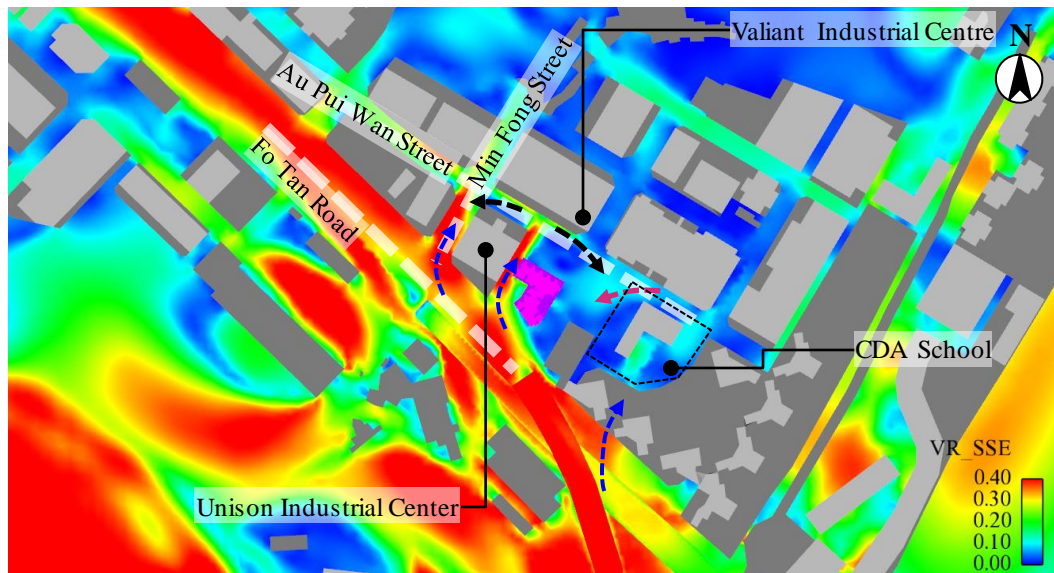 Valiant Industrial Centre
N
Min Fong Street
Au Pui Wan Street
Fo Tan Road
CDA School
Unison Industrial Center
VR_SSE
0.40
0.30
0.20
0.10
0.00